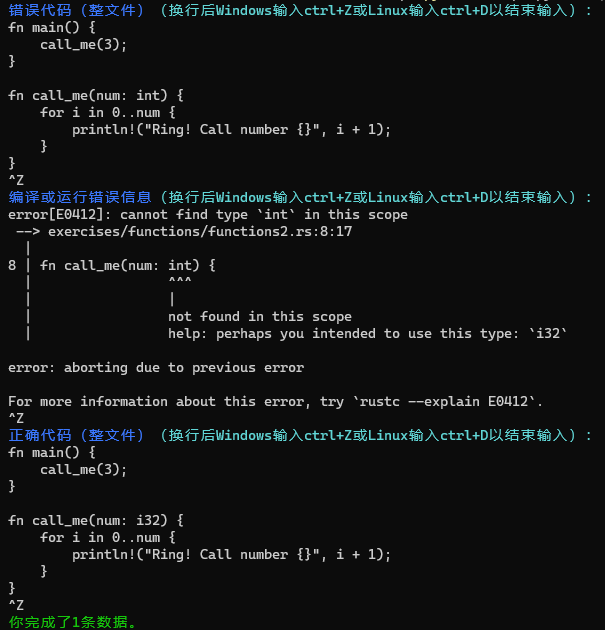 错误代码（整文件）（换行后Windows输入ctrl+Z或Linux输入ctrl+D以结束输入）:
fn main() {
    call_me(3);
}

fn call_me(num: int) {
    for i in 0..num {
        println!("Ring! Call number {}", i + 1);
    }
}
^Z
编译或运行错误信息（换行后Windows输入ctrl+Z或Linux输入ctrl+D以结束输入）:
error[E0412]: cannot find type `int` in this scope
 --> exercises/functions/functions2.rs:8:17
  |
8 | fn call_me(num: int) {
  |                 ^^^
  |                 |
  |                 not found in this scope
  |                 help: perhaps you intended to use this type: `i32`

error: aborting due to previous error

For more information about this error, try `rustc --explain E0412`.
^Z
正确代码（整文件）（换行后Windows输入ctrl+Z或Linux输入ctrl+D以结束输入）:
fn main() {
    call_me(3);
}

fn call_me(num: i32) {
    for i in 0..num {
        println!("Ring! Call number {}", i + 1);
    }
}
^Z
你完成了1条数据。